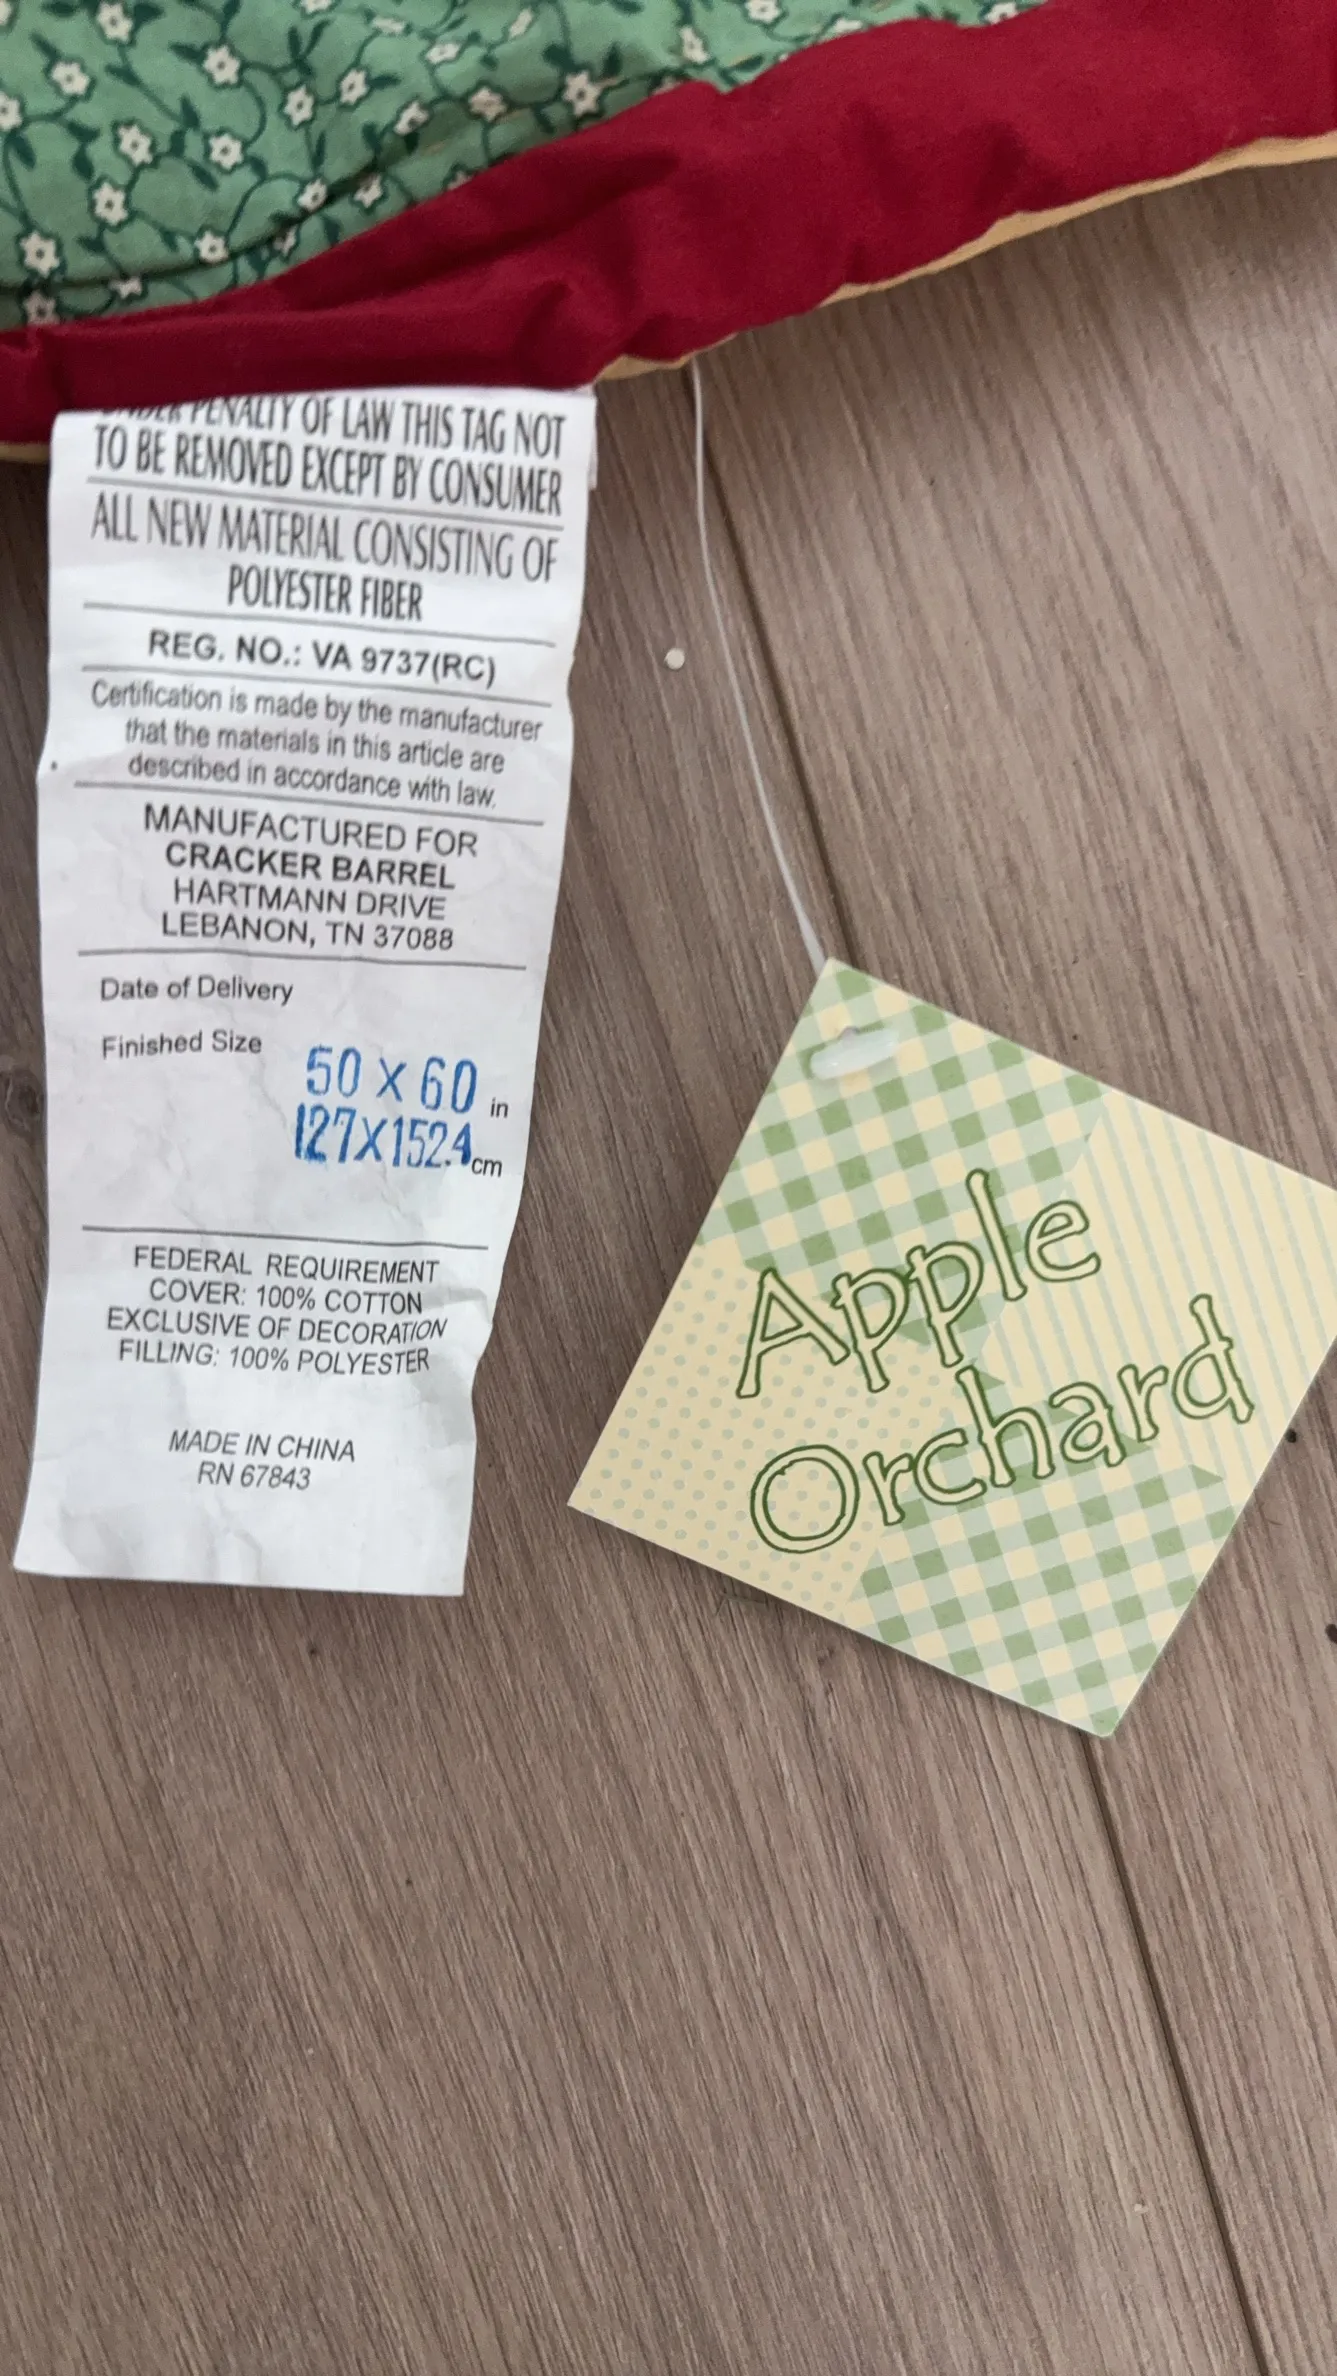 UNDER PENALTY OF LAW THIS TAG NOT
TO BE REMOVED EXCEPT BY CONSUMER
ALL NEW MATERIAL CONSISTING OF
POLYESTER FIBER
REG. NO.: VA 9737(RC)
Certification is made by the manufacturer
that the materials in this article are
described in accordance with law.
MANUFACTURED FOR
CRACKER BARREL
HARTMANN DRIVE
LEBANON, TN 37088
Date of Delivery
Finished Size
50 X 60 in
127X152.4 cm
FEDERAL REQUIREMENT
COVER: 100% COTTON
EXCLUSIVE OF DECORATION
FILLING: 100% POLYESTER
MADE IN CHINA
RN 67843
Apple
Orchard